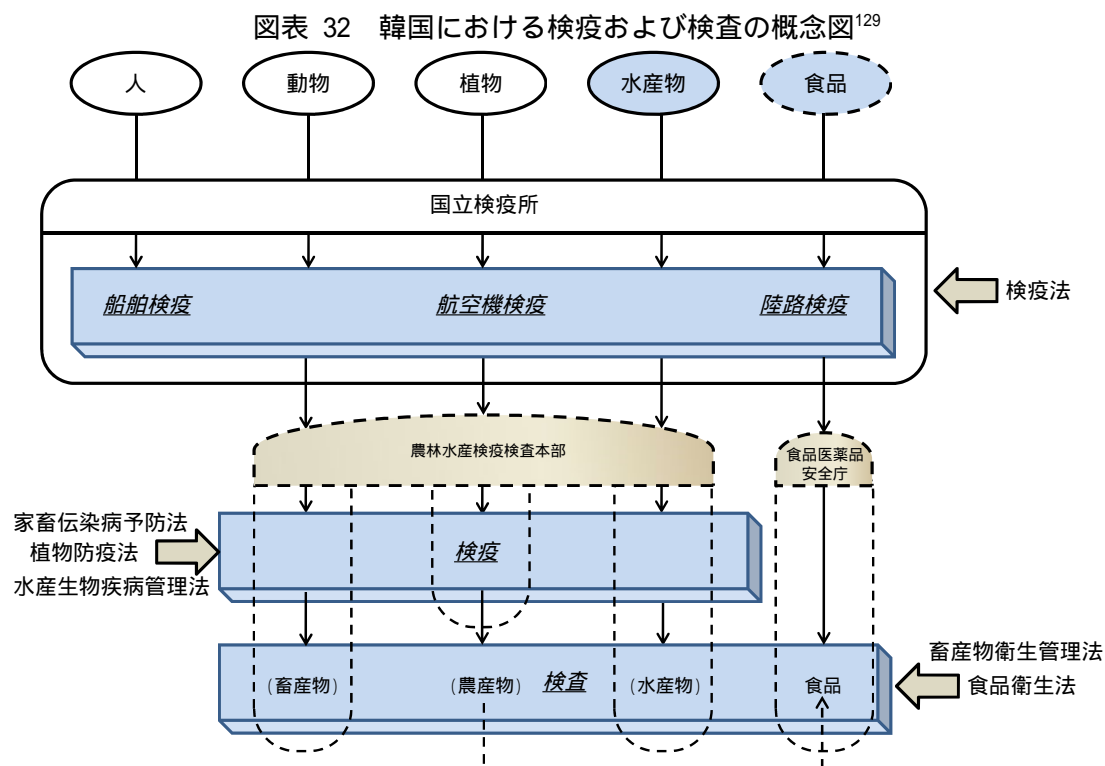 図表 32 韓国における検疫および検査の概念図129
人
動物
植物
水産物
食品
国立検疫所
船舶検疫
航空機検疫
陸路検疫
検疫法
農林水産検疫検査本部
食品医薬品
安全庁
家畜伝染病予防法
植物防疫法
水産生物疾病管理法
検疫
(畜産物)
(農産物)
検査
(水産物)
食品
畜産物衛生管理法
食品衛生法